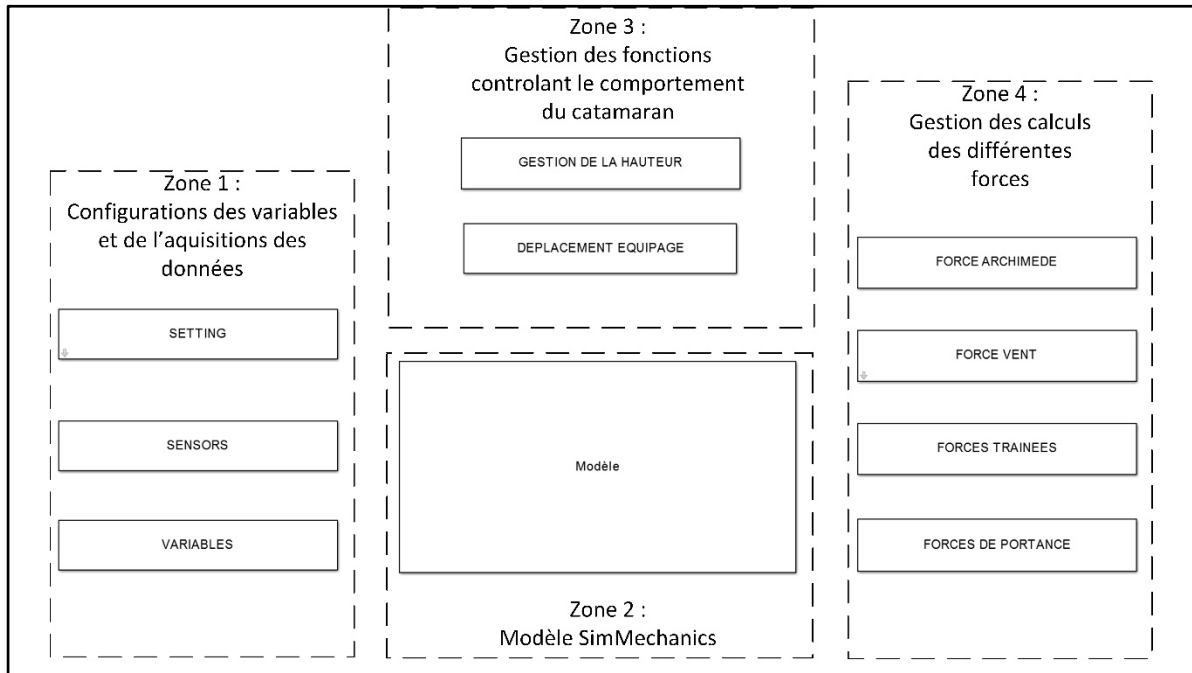 Zone 1 :
Configurations des variables
et de l'aquisitions des
données
SETTING
SENSORS
VARIABLES
Zone 3 :
Gestion des fonctions
controlant le comportement
du catamaran
GESTION DE LA HAUTEUR
DEPLACEMENT EQUIPAGE
Modèle
Zone 2 :
Modèle SimMechanics
Zone 4 :
Gestion des calculs
des différentes
forces
FORCE ARCHIMEDE
FORCE VENT
FORCES TRAINEES
FORCES DE PORTANCE